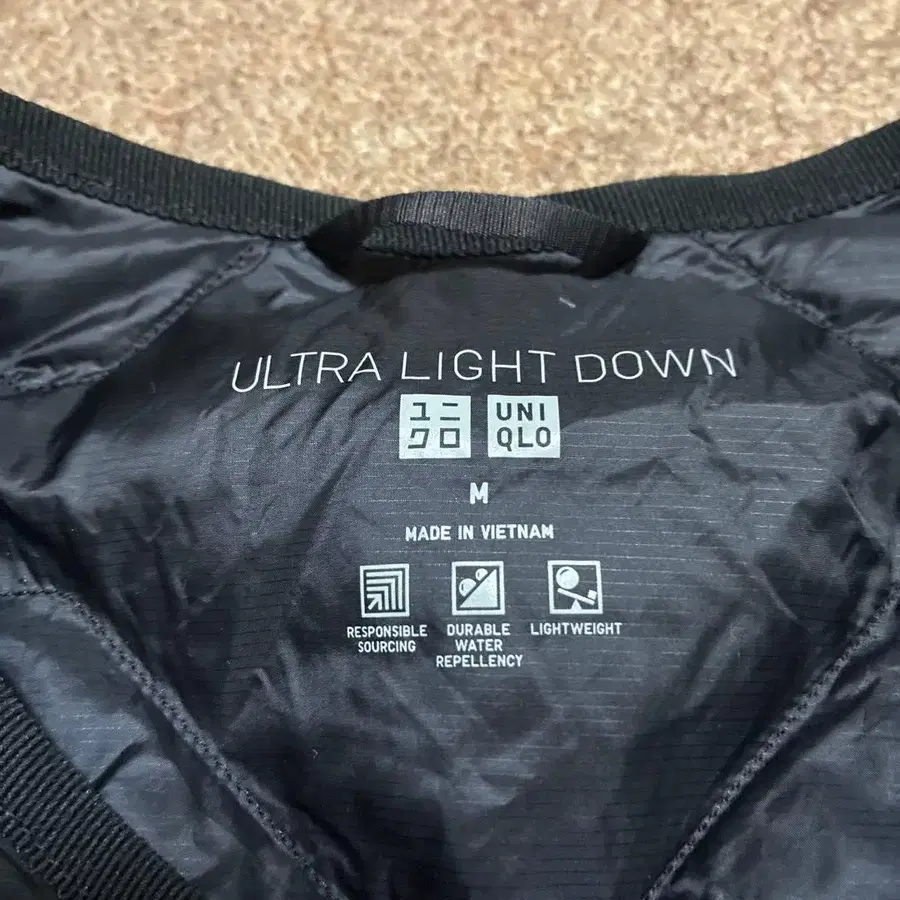 ULTRA LIGHT DOWN
ユニ UNI
クロ QLO
M
MADE IN VIETNAM
RESPONSIBLE SOURCING
DURABLE WATER REPELLENCY
LIGHTWEIGHT